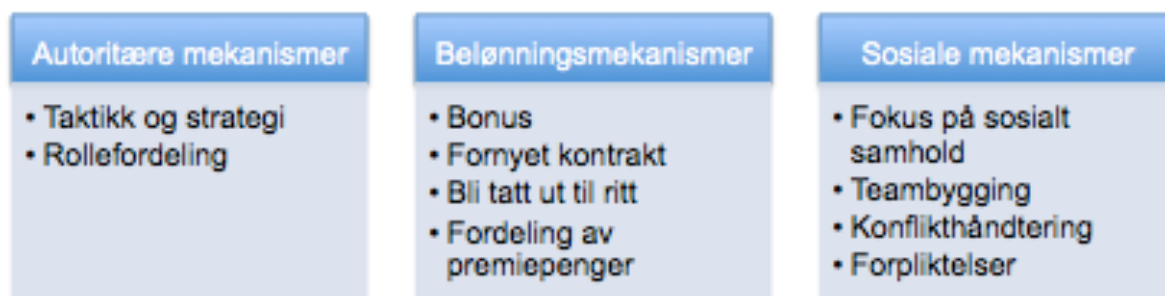 Autoritære mekanismer
• Taktikk og strategi
• Rollefordeling
Belønningsmekanismer
• Bonus
• Fornyet kontrakt
• Bli tatt ut til ritt
• Fordeling av
premiepenger
Sosiale mekanismer
• Fokus på sosialt
samhold
• Teambygging
• Konflikthåndtering
• Forpliktelser